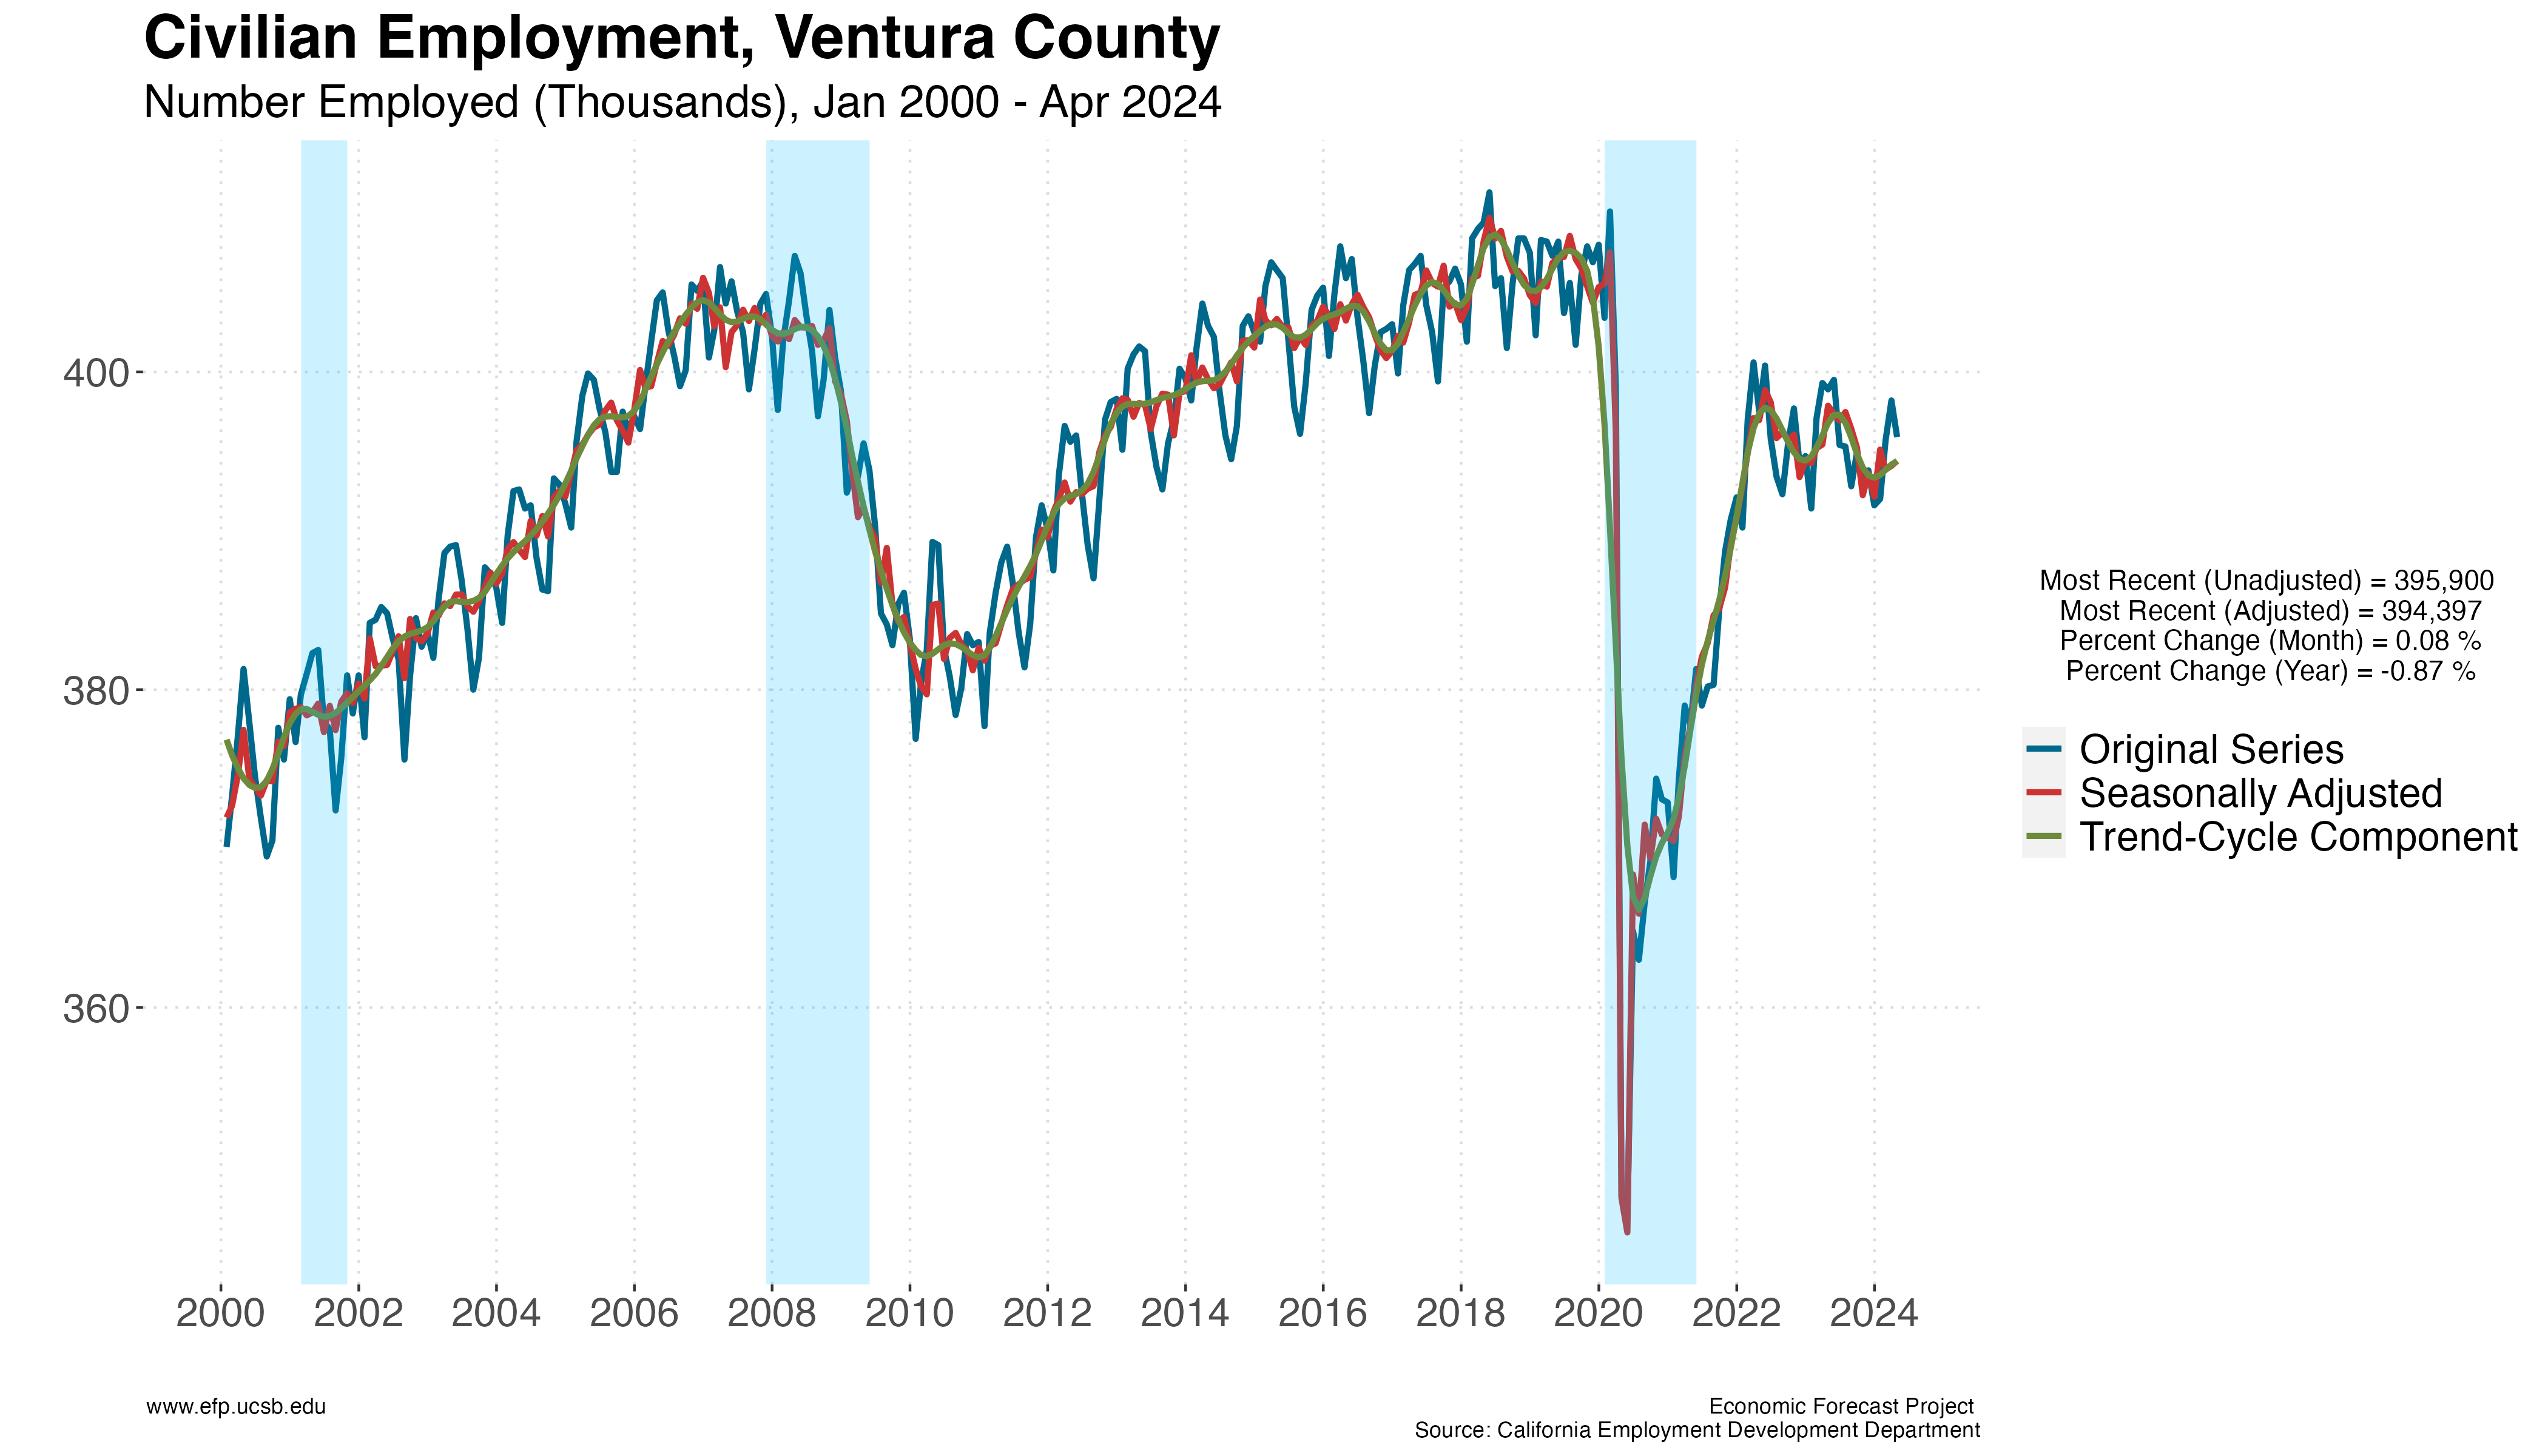 Civilian Employment, Ventura County
Number Employed (Thousands), Jan 2000 - Apr 2024
400
380
360
2000 2002 2004 2006 2008 2010 2012 2014 2016 2018 2020 2022 2024
Most Recent (Unadjusted) = 395,900
Most Recent (Adjusted) = 394,397
Percent Change (Month) = 0.08 %
Percent Change (Year) = -0.87 %
Original Series
Seasonally Adjusted
Trend-Cycle Component
www.efp.ucsb.edu
Economic Forecast Project
Source: California Employment Development Department